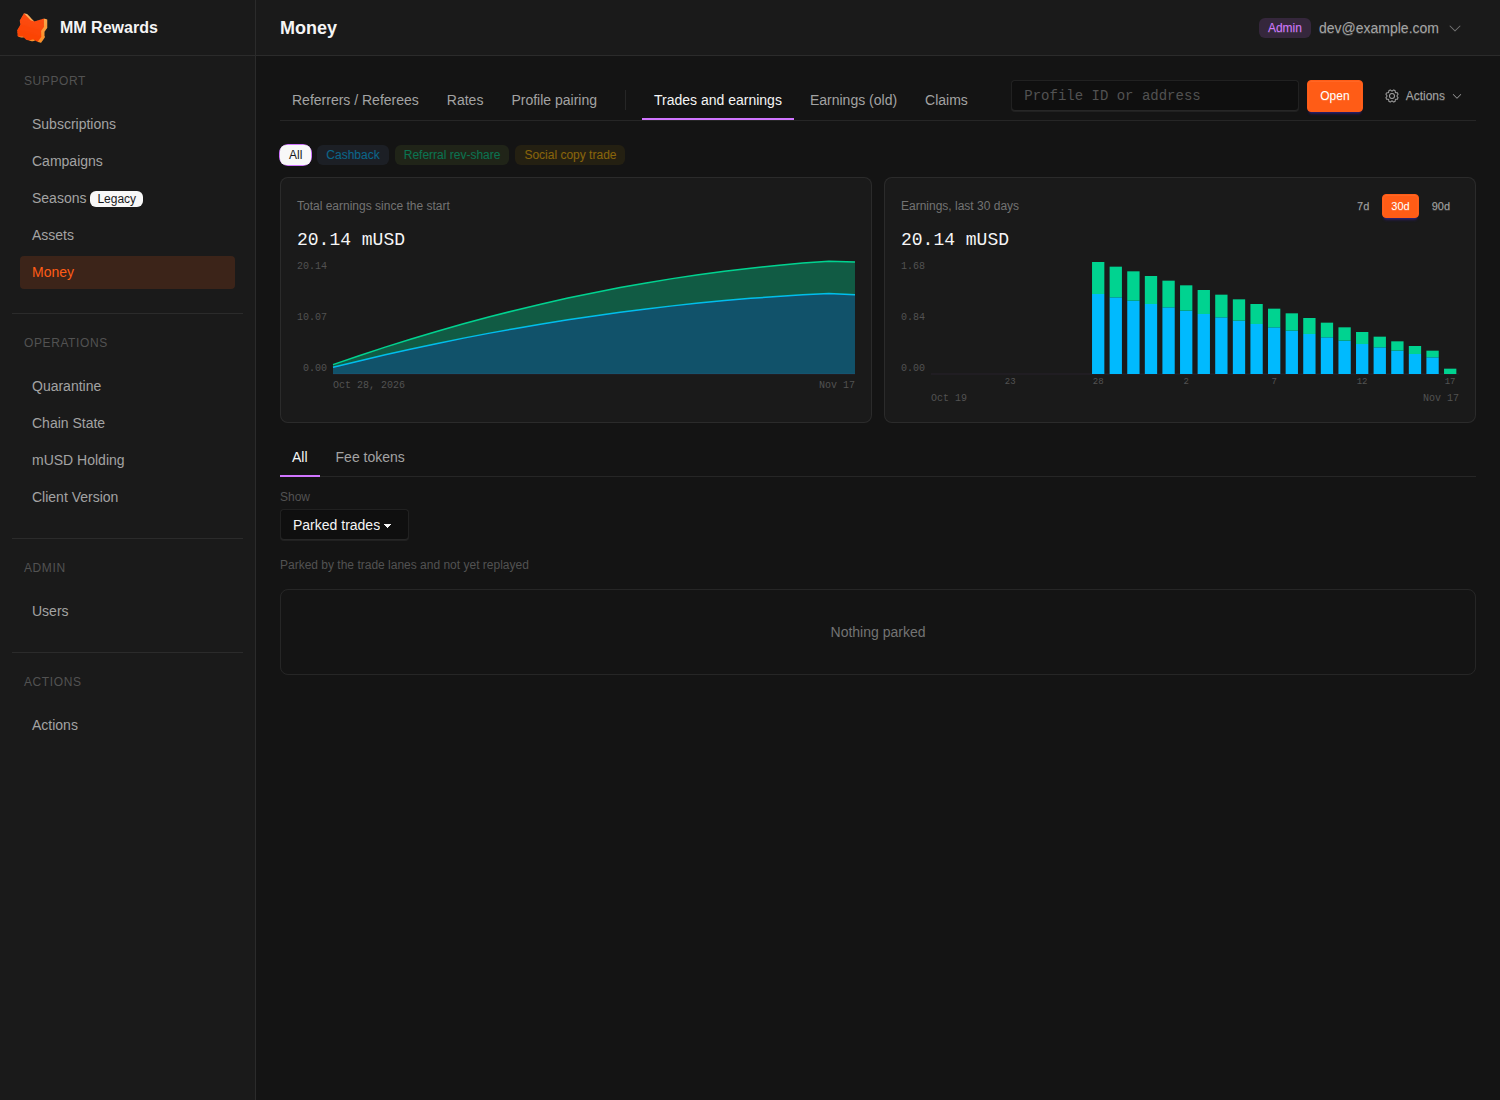 MM Rewards
Money
Admin
dev@example.com
SUPPORT
Subscriptions
Campaigns
Seasons Legacy
Assets
Money
OPERATIONS
Quarantine
Chain State
mUSD Holding
Client Version
ADMIN
Users
ACTIONS
Actions
Referrers / Referees
Rates
Profile pairing
Trades and earnings
Earnings (old)
Claims
Profile ID or address
Open
Actions
All
Cashback
Referral rev-share
Social copy trade
Total earnings since the start
20.14 mUSD
20.14
10.07
0.00
Oct 28, 2026
Nov 17
Earnings, last 30 days
7d
30d
90d
20.14 mUSD
1.68
0.84
0.00
23
28
2
7
12
17
Oct 19
Nov 17
All
Fee tokens
Show
Parked trades
Parked by the trade lanes and not yet replayed
Nothing parked